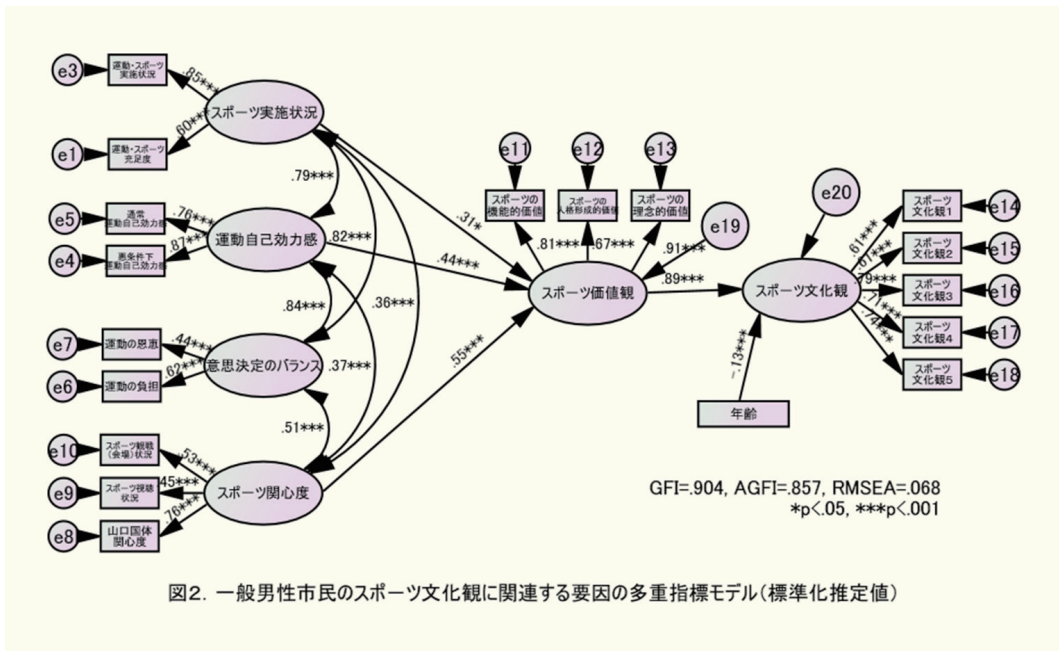 e3
運動・スポーツ
実施状況
.85***
スポーツ実施状況
e1
運動・スポーツ
充足度
.60***
e5
通常
運動自己効力感
.76***
運動自己効力感
e4
悪条件下
運動自己効力感
.87***
e7
運動の恩恵
.44***
意思決定のバランス
e6
運動の負担
.62***
e10
スポーツ観戦
(会場)状況
.53***
e9
スポーツ視聴
状況
.45***
スポーツ関心度
e8
山口国体
関心度
.76***
.79***
.82***
.36***
.84***
.37***
.51***
.31*
.44***
.55***
e11
e12
e13
スポーツの
機能的価値
スポーツの
人格形成的価値
スポーツの
理念的価値
.81***
.67***
.91***
e19
スポーツ価値観
.89***
e20
スポーツ文化観
-.13***
年齢
.61***
スポーツ
文化観1
e14
.67***
スポーツ
文化観2
e15
.79***
スポーツ
文化観3
e16
.71***
スポーツ
文化観4
e17
.74***
スポーツ
文化観5
e18
GFI=.904, AGFI=.857, RMSEA=.068
*p<.05, ***p<.001
図2. 一般男性市民のスポーツ文化観に関連する要因の多重指標モデル(標準化推定値)